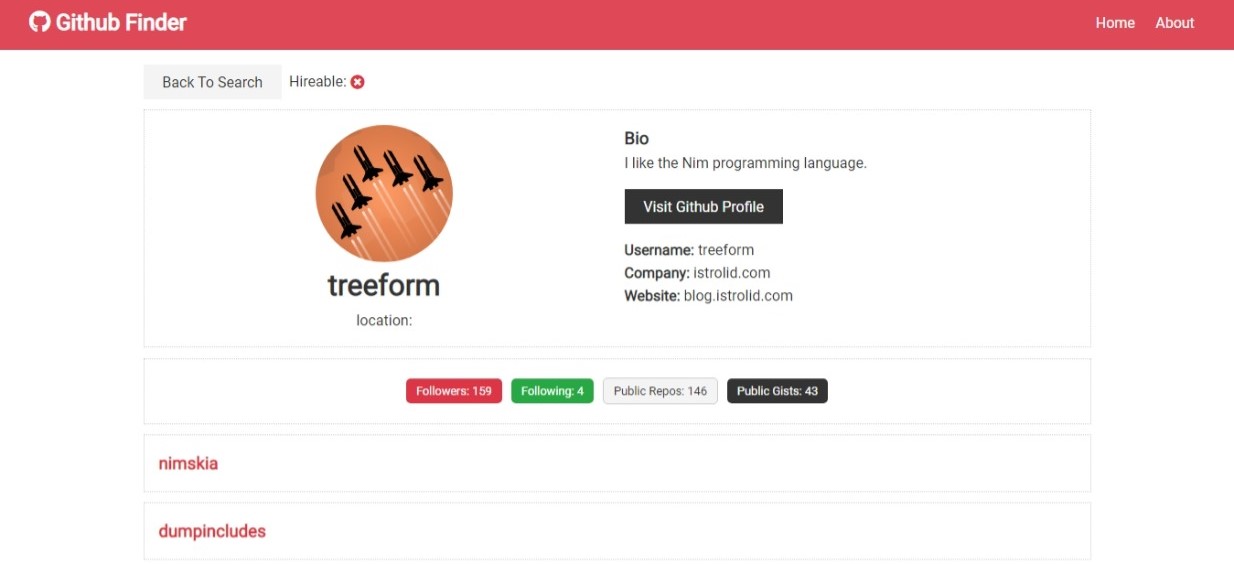 Github Finder
Home
About
Back To Search
Hireable:
treeform
location:
Bio
I like the Nim programming language.
Visit Github Profile
Username: treeform
Company: istrolid.com
Website: blog.istrolid.com
Followers: 159
Following: 4
Public Repos: 146
Public Gists: 43
nimskia
dumpincludes